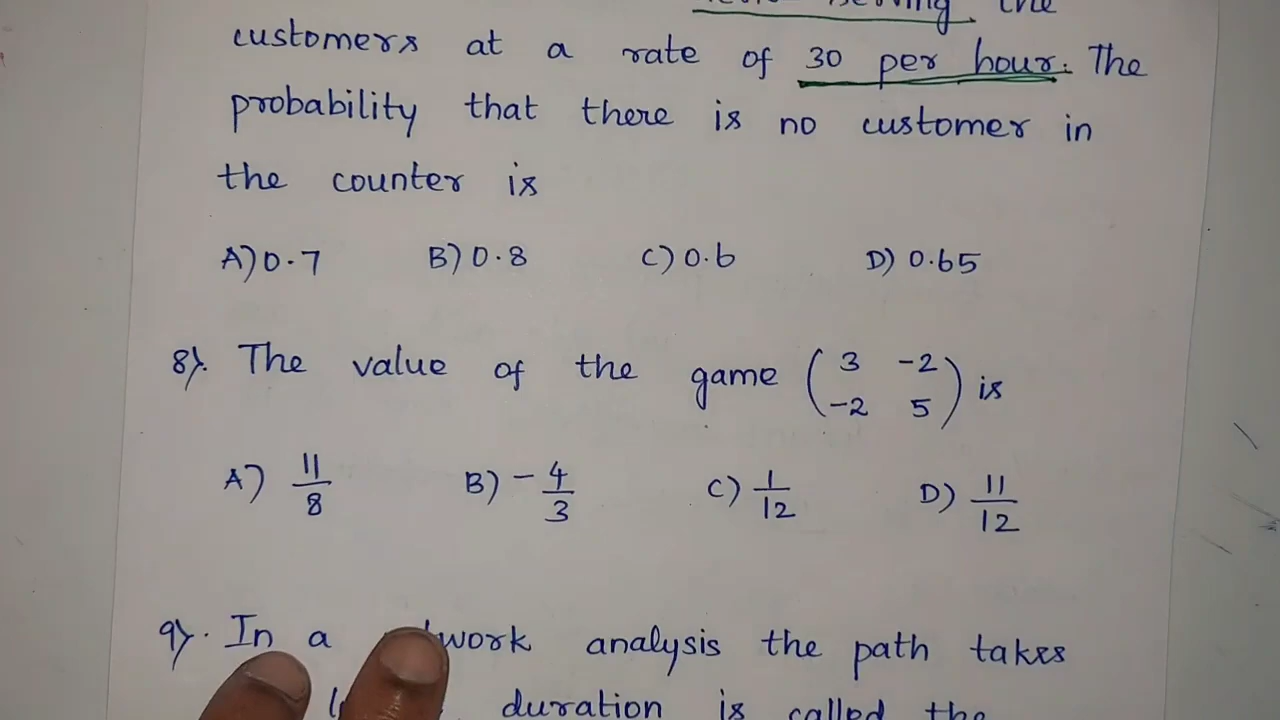 the
customers at a rate of 30 per hour. The
probability that there is no customer in
the counter is
A) 0.7 B) 0.8 C) 0.6 D) 0.65
8). The value of the game ( 3 -2 ) is
-2 5
A) 11/8 B) -4/3 C) 1/12 D) 11/12
9). In a analysis the path takes
duration is called the